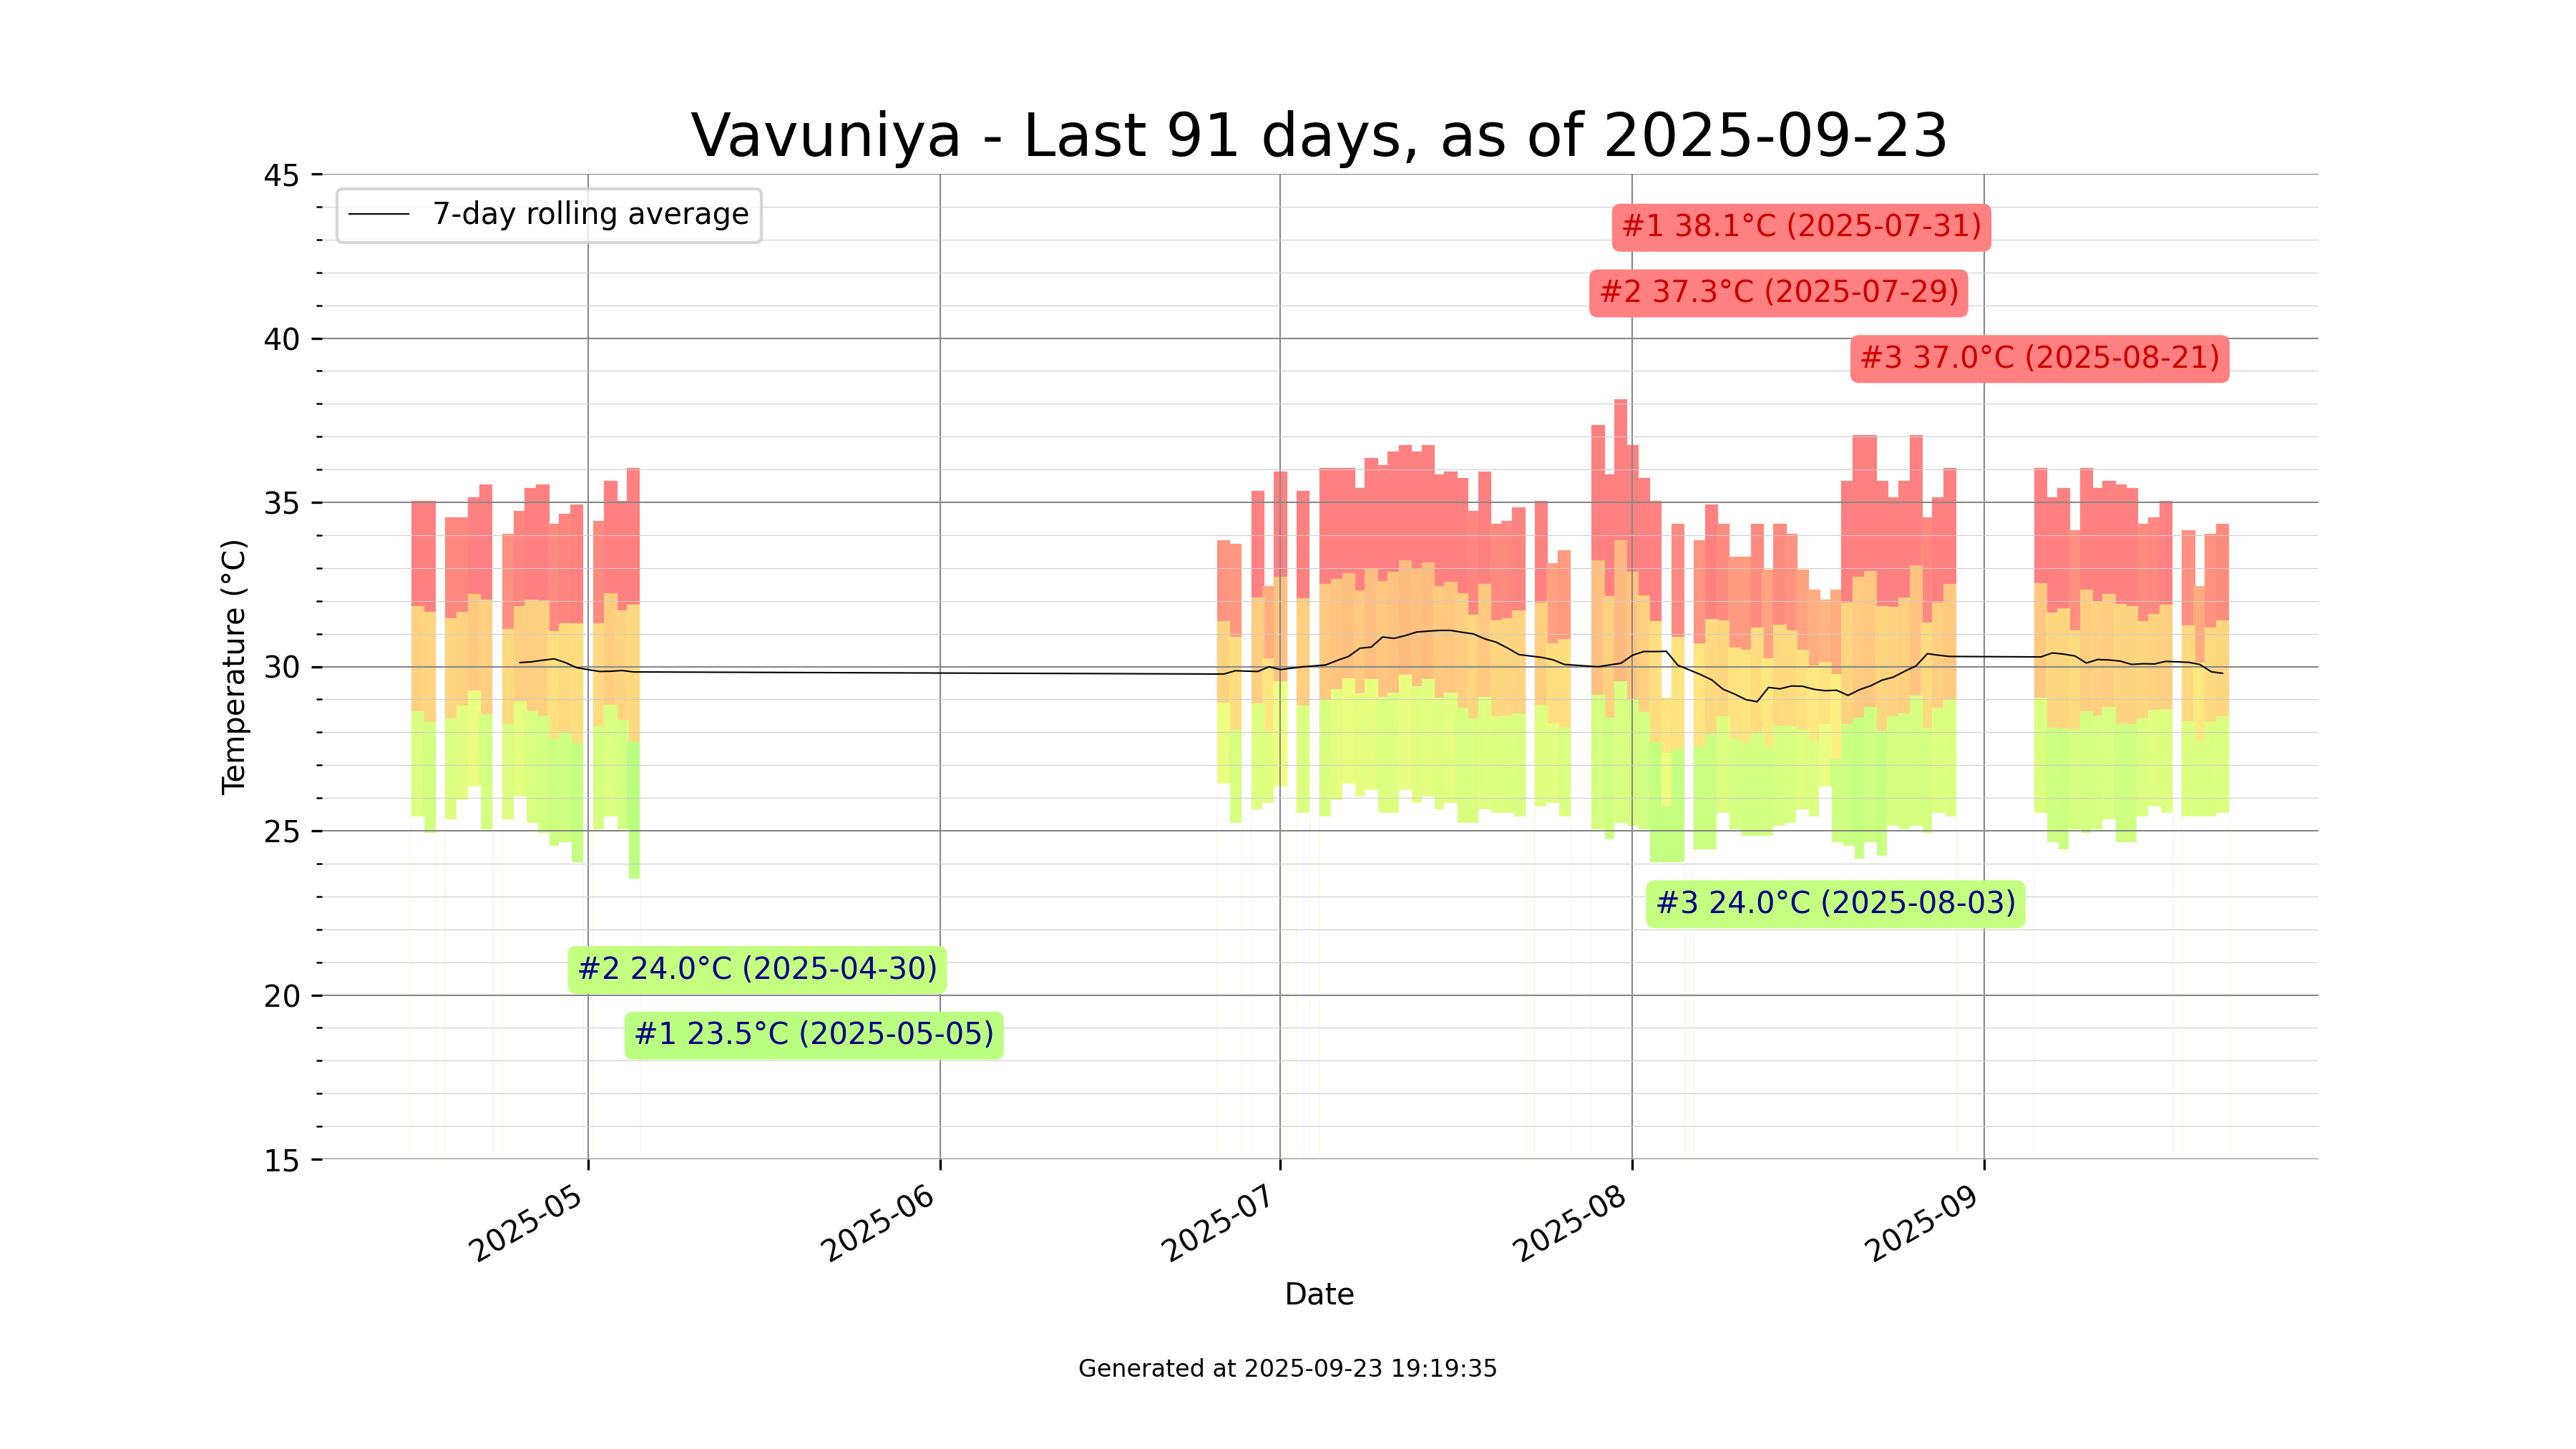 Vavuniya - Last 91 days, as of 2025-09-23
7-day rolling average
#1 38.1°C (2025-07-31)
#2 37.3°C (2025-07-29)
#3 37.0°C (2025-08-21)
#3 24.0°C (2025-08-03)
#2 24.0°C (2025-04-30)
#1 23.5°C (2025-05-05)
Temperature (°C)
45
40
35
30
25
20
15
2025-05
2025-06
2025-07
2025-08
2025-09
Date
Generated at 2025-09-23 19:19:35